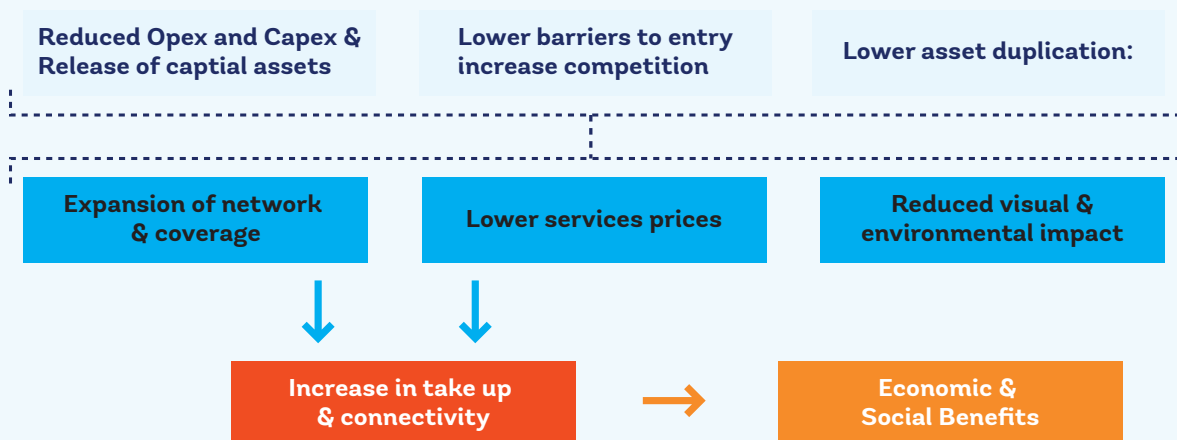 Reduced Opex and Capex &
Release of captial assets
Lower barriers to entry
increase competition
Lower asset duplication:
Expansion of network
& coverage
Lower services prices
Reduced visual &
environmental impact
Increase in take up
& connectivity
Economic &
Social Benefits